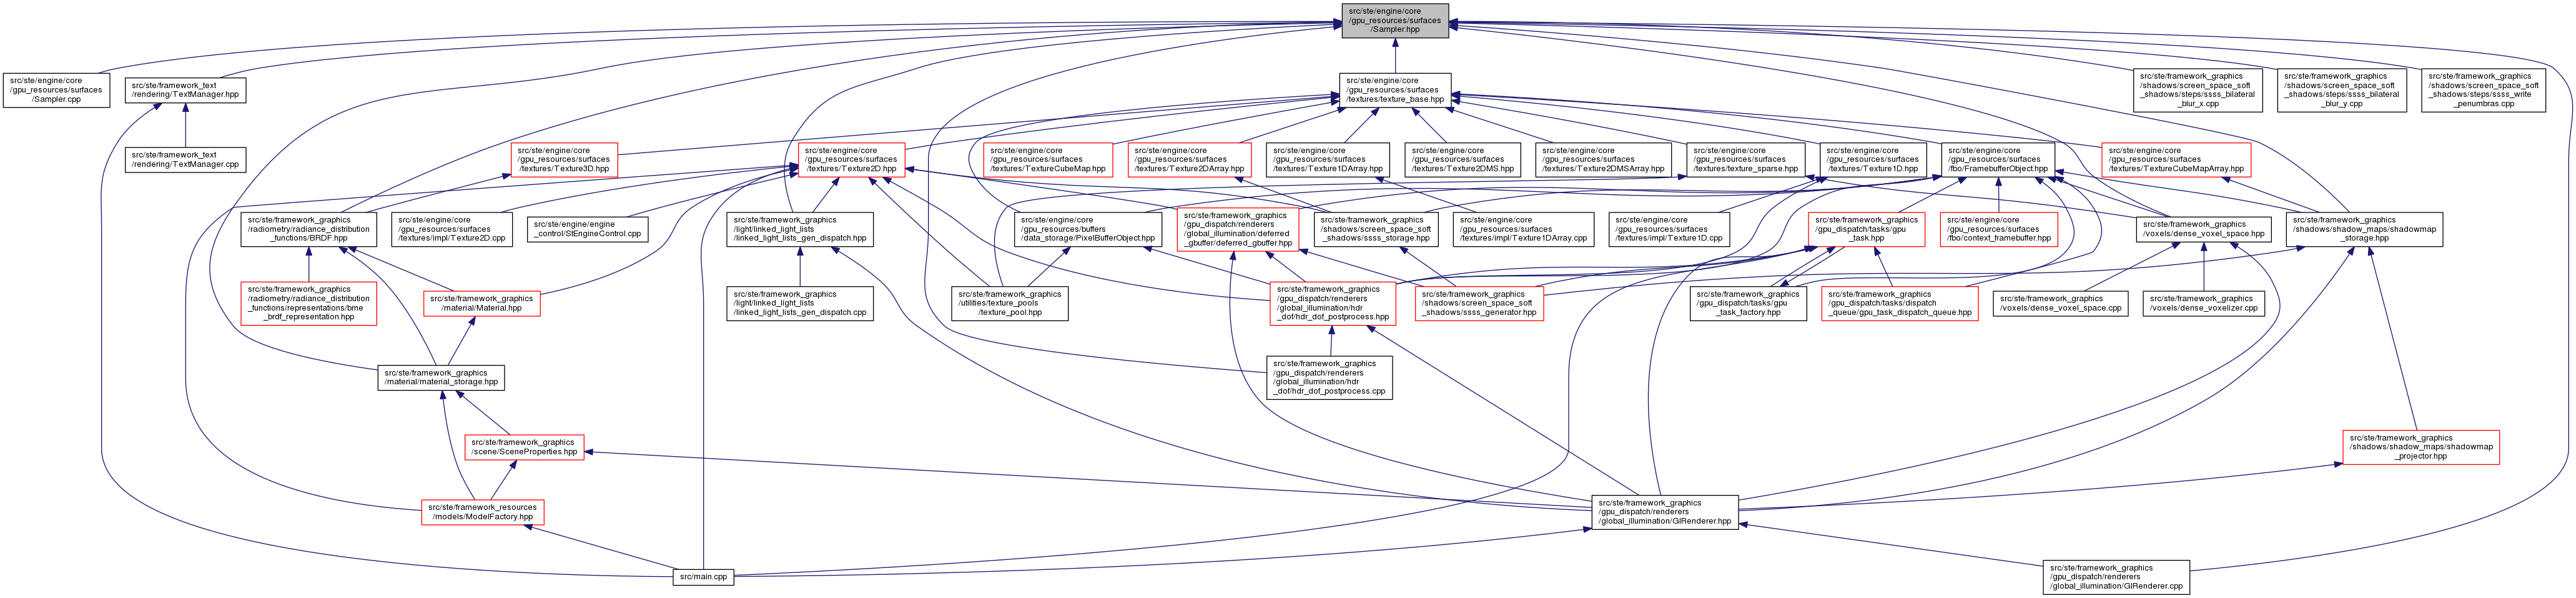 src/ste/engine/core
/gpu_resources/surfaces
/Sampler.hpp
src/ste/engine/core
/gpu_resources/surfaces
/Sampler.cpp
src/ste/framework_text
/rendering/TextManager.hpp
src/ste/engine/core
/gpu_resources/surfaces
/textures/texture_base.hpp
src/ste/framework_graphics
/shadows/screen_space_soft
_shadows/steps/ssss_bilateral
_blur_x.cpp
src/ste/framework_graphics
/shadows/screen_space_soft
_shadows/steps/ssss_bilateral
_blur_y.cpp
src/ste/framework_graphics
/shadows/screen_space_soft
_shadows/steps/ssss_write
_penumbras.cpp
src/ste/framework_text
/rendering/TextManager.cpp
src/ste/engine/core
/gpu_resources/surfaces
/textures/Texture3D.hpp
src/ste/engine/core
/gpu_resources/surfaces
/textures/Texture2D.hpp
src/ste/engine/core
/gpu_resources/surfaces
/textures/TextureCubeMap.hpp
src/ste/engine/core
/gpu_resources/surfaces
/textures/Texture2DArray.hpp
src/ste/engine/core
/gpu_resources/surfaces
/textures/Texture1DArray.hpp
src/ste/engine/core
/gpu_resources/surfaces
/textures/Texture2DMS.hpp
src/ste/engine/core
/gpu_resources/surfaces
/textures/Texture2DMSArray.hpp
src/ste/engine/core
/gpu_resources/surfaces
/textures/texture_sparse.hpp
src/ste/engine/core
/gpu_resources/surfaces
/textures/Texture1D.hpp
src/ste/engine/core
/gpu_resources/surfaces
/fbo/FramebufferObject.hpp
src/ste/engine/core
/gpu_resources/surfaces
/textures/TextureCubeMapArray.hpp
src/ste/framework_graphics
/radiometry/radiance_distribution
_functions/BRDF.hpp
src/ste/engine/core
/gpu_resources/surfaces
/textures/impl/Texture2D.cpp
src/ste/engine/engine
_control/StEngineControl.cpp
src/ste/framework_graphics
/light/linked_light_lists
/linked_light_lists_gen_dispatch.hpp
src/ste/engine/core
/gpu_resources/buffers
/data_storage/PixelBufferObject.hpp
src/ste/framework_graphics
/gpu_dispatch/renderers
/global_illumination/deferred
_gbuffer/deferred_gbuffer.hpp
src/ste/framework_graphics
/shadows/screen_space_soft
_shadows/ssss_storage.hpp
src/ste/engine/core
/gpu_resources/surfaces
/textures/impl/Texture1DArray.cpp
src/ste/engine/core
/gpu_resources/surfaces
/textures/impl/Texture1D.cpp
src/ste/framework_graphics
/gpu_dispatch/tasks/gpu
_task.hpp
src/ste/engine/core
/gpu_resources/surfaces
/fbo/context_framebuffer.hpp
src/ste/framework_graphics
/voxels/dense_voxel_space.hpp
src/ste/framework_graphics
/shadows/shadow_maps/shadowmap
_storage.hpp
src/ste/framework_graphics
/radiometry/radiance_distribution
_functions/representations/bme
_brdf_representation.hpp
src/ste/framework_graphics
/material/Material.hpp
src/ste/framework_graphics
/light/linked_light_lists
/linked_light_lists_gen_dispatch.cpp
src/ste/framework_graphics
/utilities/texture_pools
/texture_pool.hpp
src/ste/framework_graphics
/gpu_dispatch/renderers
/global_illumination/hdr
_dof/hdr_dof_postprocess.hpp
src/ste/framework_graphics
/shadows/screen_space_soft
_shadows/ssss_generator.hpp
src/ste/framework_graphics
/gpu_dispatch/tasks/gpu
_task_factory.hpp
src/ste/framework_graphics
/gpu_dispatch/tasks/dispatch
_queue/gpu_task_dispatch_queue.hpp
src/ste/framework_graphics
/voxels/dense_voxel_space.cpp
src/ste/framework_graphics
/voxels/dense_voxelizer.cpp
src/ste/framework_graphics
/material/material_storage.hpp
src/ste/framework_graphics
/gpu_dispatch/renderers
/global_illumination/hdr
_dof/hdr_dof_postprocess.cpp
src/ste/framework_graphics
/scene/SceneProperties.hpp
src/ste/framework_graphics
/shadows/shadow_maps/shadowmap
_projector.hpp
src/ste/framework_resources
/models/ModelFactory.hpp
src/ste/framework_graphics
/gpu_dispatch/renderers
/global_illumination/GIRenderer.hpp
src/main.cpp
src/ste/framework_graphics
/gpu_dispatch/renderers
/global_illumination/GIRenderer.cpp